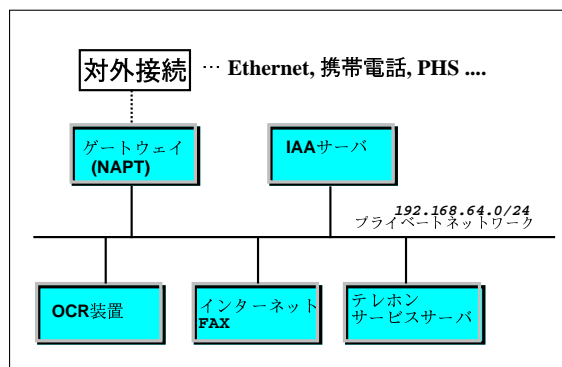 対外接続 … Ethernet, 携帯電話, PHS ....
ゲートウェイ
(NAPT)
IAAサーバ
192.168.64.0/24
プライベートネットワーク
OCR装置
インターネット
FAX
テレホン
サービスサーバ